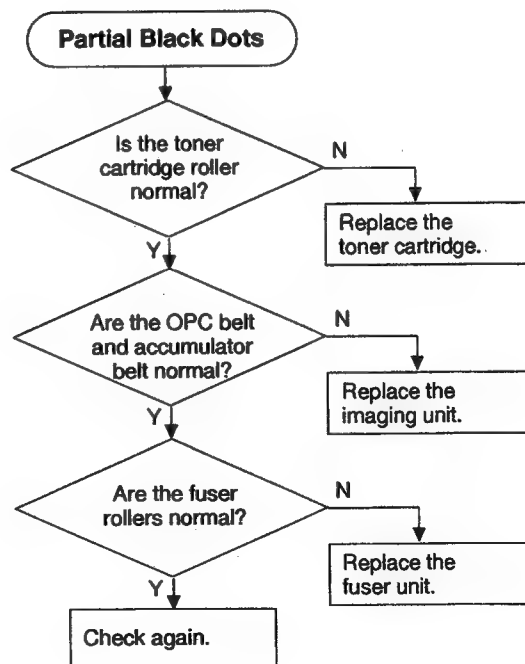 Partial Black Dots
Is the toner
cartridge roller
normal?
N
Replace the
toner cartridge.
Y
Are the OPC belt
and accumulator
belt normal?
N
Replace the
imaging unit.
Y
Are the fuser
rollers normal?
N
Replace the
fuser unit.
Y
Check again.